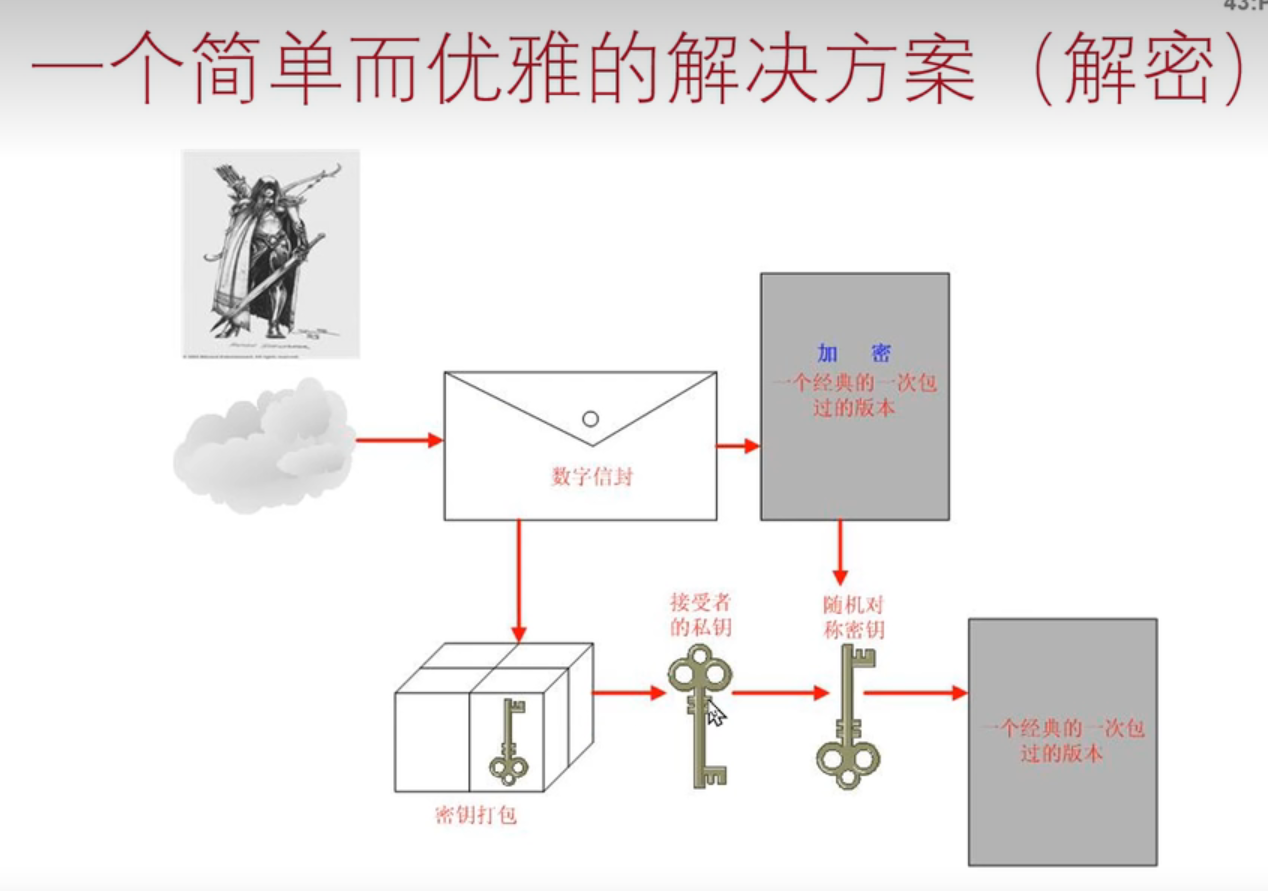 一个简单而优雅的解决方案（解密）
加 密
一个经典的一次包
过的版本
数字信封
接受者
的私钥
随机对
称密钥
一个经典的一次包
过的版本
密钥打包